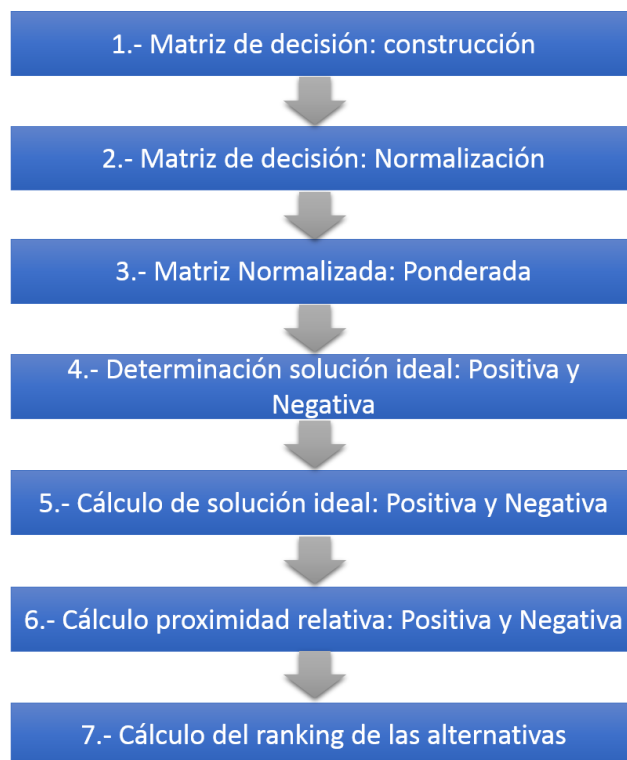 1.- Matriz de decisión: construcción
2.- Matriz de decisión: Normalización
3.- Matriz Normalizada: Ponderada
4.- Determinación solución ideal: Positiva y
Negativa
5.- Cálculo de solución ideal: Positiva y Negativa
6.- Cálculo proximidad relativa: Positiva y Negativa
7.- Cálculo del ranking de las alternativas